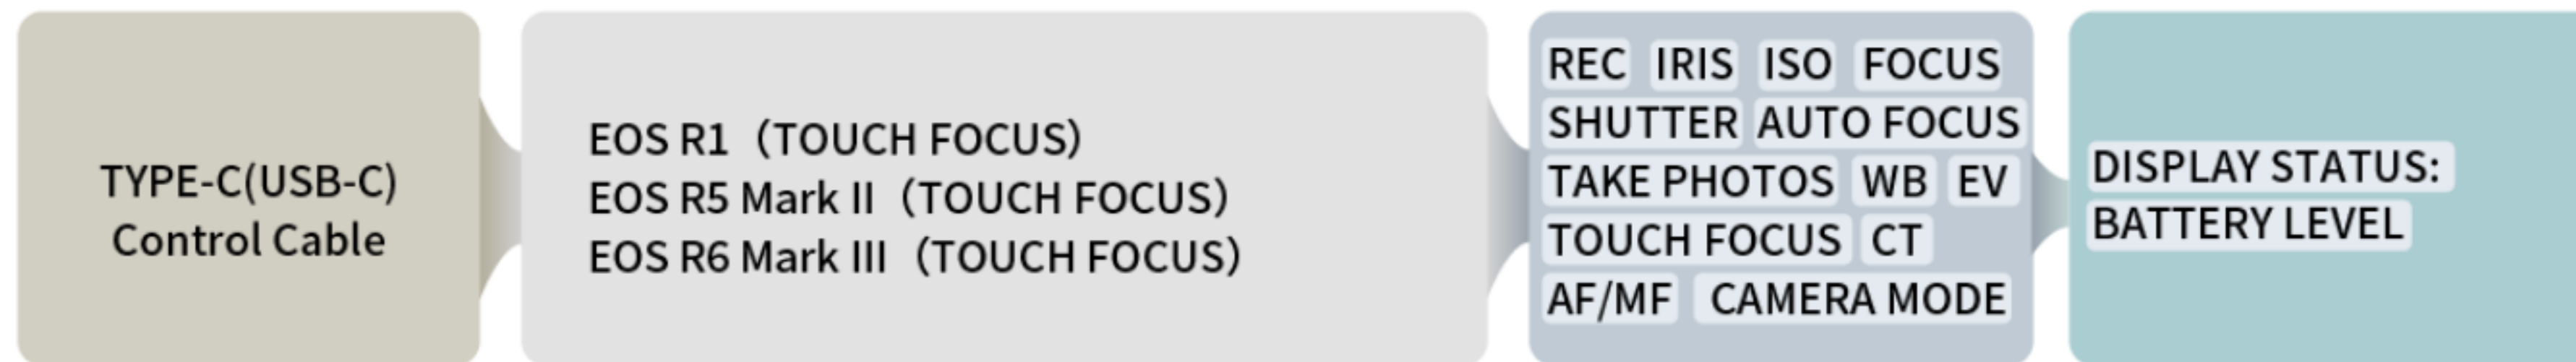 TYPE-C(USB-C)
Control Cable
EOS R1（TOUCH FOCUS）
EOS R5 Mark II（TOUCH FOCUS）
EOS R6 Mark III（TOUCH FOCUS）
REC IRIS ISO FOCUS
SHUTTER AUTO FOCUS
TAKE PHOTOS WB EV
TOUCH FOCUS CT
AF/MF CAMERA MODE
DISPLAY STATUS:
BATTERY LEVEL